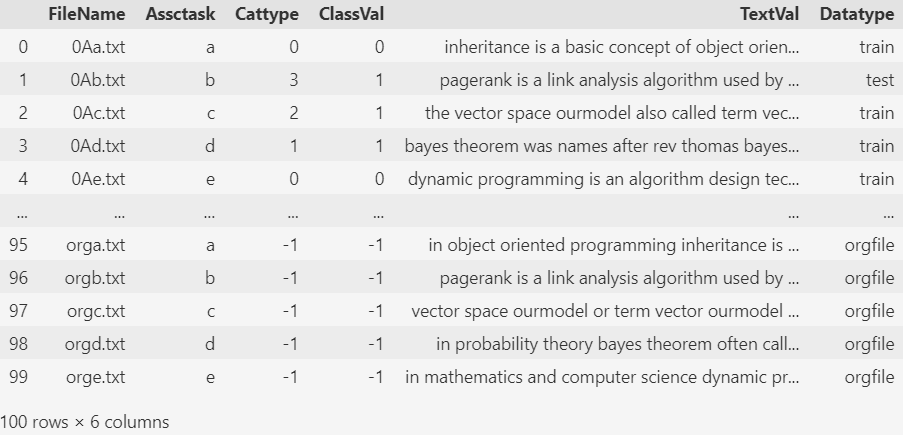 FileName Assctask Cattype ClassVal TextVal Datatype
0 0Aa.txt a 0 0 inheritance is a basic concept of object orien... train
1 0Ab.txt b 3 1 pagerank is a link analysis algorithm used by ... test
2 0Ac.txt c 2 1 the vector space ourmodel also called term vec... train
3 0Ad.txt d 1 1 bayes theorem was names after rev thomas bayes... train
4 0Ae.txt e 0 0 dynamic programming is an algorithm design tec... train
... ... ... ... ... ... ...
95 orga.txt a -1 -1 in object oriented programming inheritance is ... orgfile
96 orgb.txt b -1 -1 pagerank is a link analysis algorithm used by ... orgfile
97 orgc.txt c -1 -1 vector space ourmodel or term vector ourmodel ... orgfile
98 orgd.txt d -1 -1 in probability theory bayes theorem often call... orgfile
99 orge.txt e -1 -1 in mathematics and computer science dynamic pr... orgfile
100 rows × 6 columns